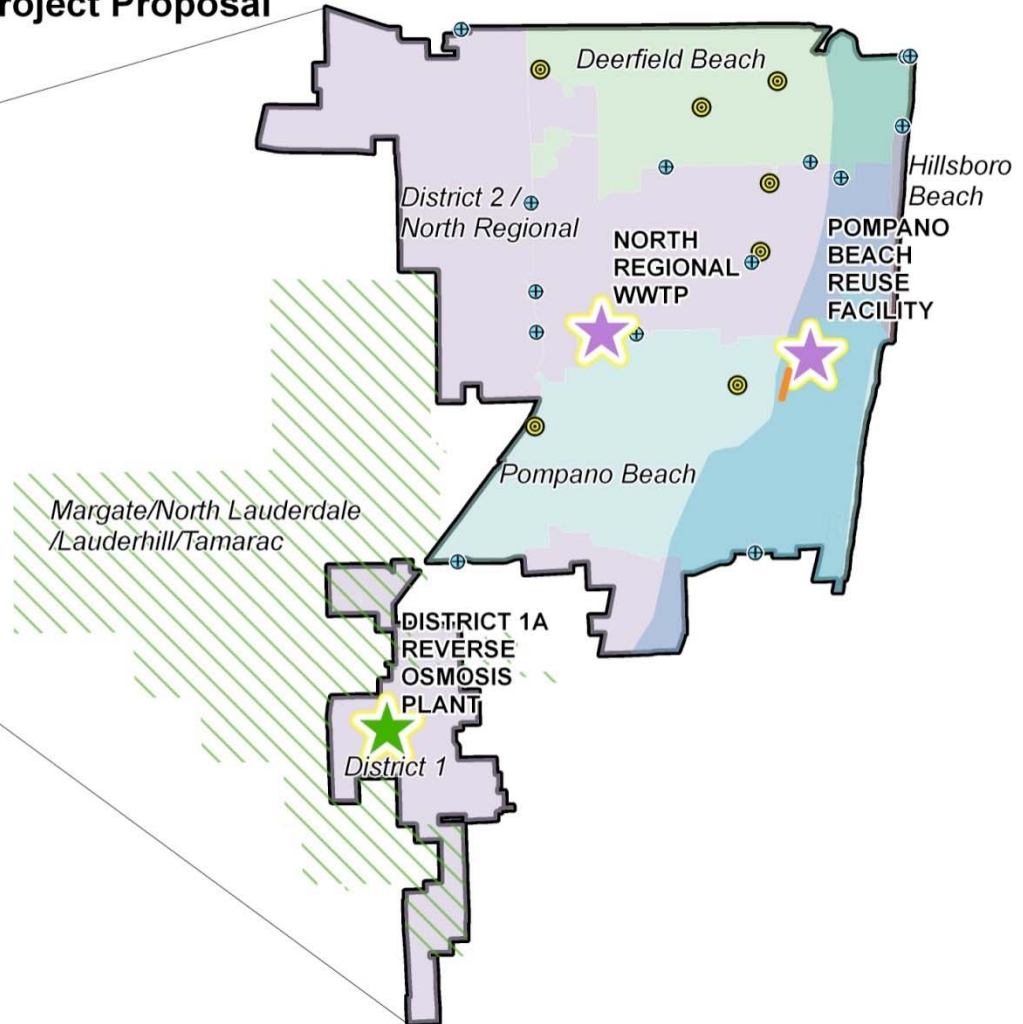 roject Proposal
Deerfield Beach
Hillsboro
Beach
District 2 /
North Regional
NORTH
REGIONAL
WWTP
POMPANO
BEACH
REUSE
FACILITY
Pompano Beach
Margate/North Lauderdale
/Lauderhill/Tamarac
DISTRICT 1A
REVERSE
OSMOSIS
PLANT
District 1